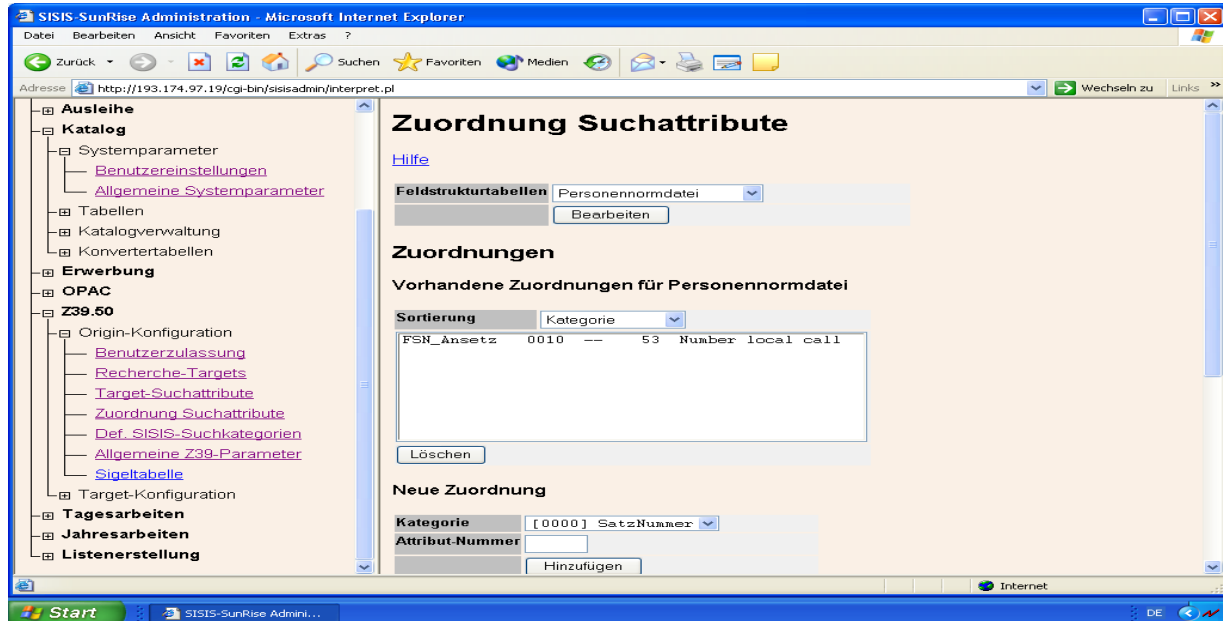 SISIS-SunRise Administration - Microsoft Internet Explorer
Datei Bearbeiten Ansicht Favoriten Extras ?
Zurück Suchen Favoriten Medien
Adresse http://193.174.97.19/cgi-bin/sisisadmin/interpret.pl Wechseln zu Links »
Ausleihe
Katalog
Systemparameter
Benutzereinstellungen
Allgemeine Systemparameter
Tabellen
Katalogverwaltung
Konvertertabellen
Erwerbung
OPAC
Z39.50
Origin-Konfiguration
Benutzerzulassung
Recherche-Targets
Target-Suchattribute
Zuordnung Suchattribute
Def. SISIS-Suchkategorien
Allgemeine Z39-Parameter
Sigeltabelle
Target-Konfiguration
Tagesarbeiten
Jahresarbeiten
Listenerstellung
Zuordnung Suchattribute
Hilfe
Feldstrukturtabellen Personennormdatei
Bearbeiten
Zuordnungen
Vorhandene Zuordnungen für Personennormdatei
Sortierung Kategorie
FSN_Ansetz 0010 -- 53 Number local call
Löschen
Neue Zuordnung
Kategorie [0000] SatzNummer
Attribut-Nummer
Hinzufügen
Internet
Start SISIS-SunRise Admini... DE